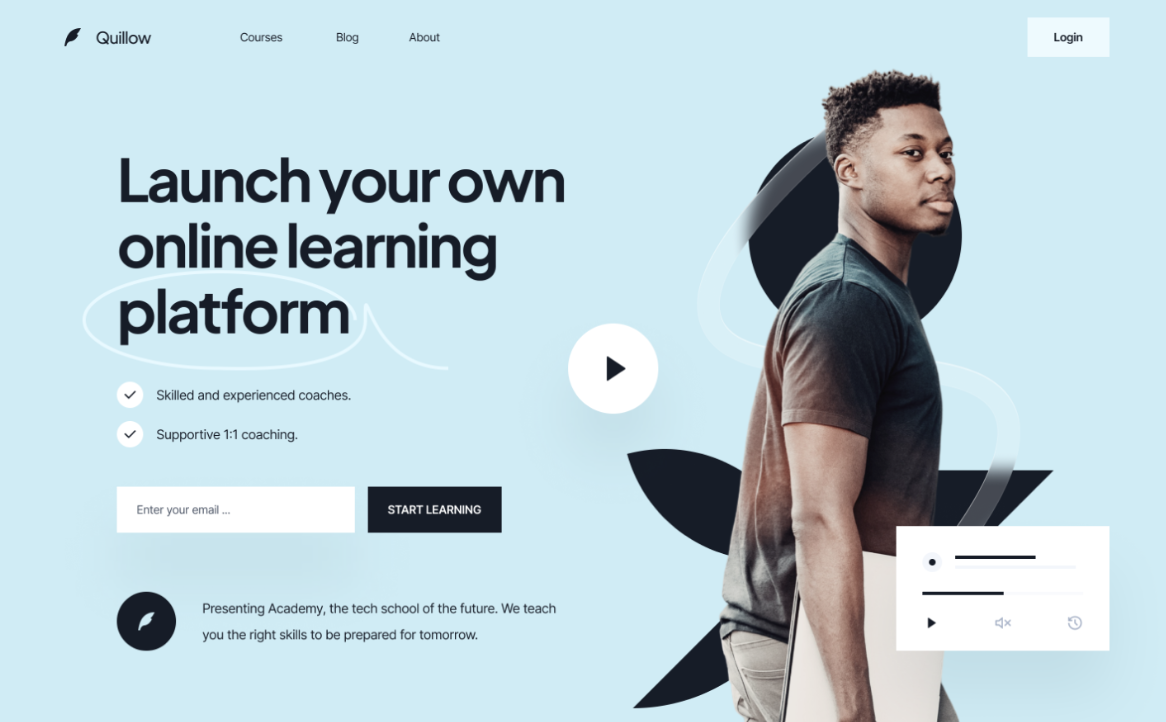 Quillow
Courses
Blog
About
Login
Launch your own
online learning
platform
Skilled and experienced coaches.
Supportive 1:1 coaching.
Enter your email ...
START LEARNING
Presenting Academy, the tech school of the future. We teach
you the right skills to be prepared for tomorrow.